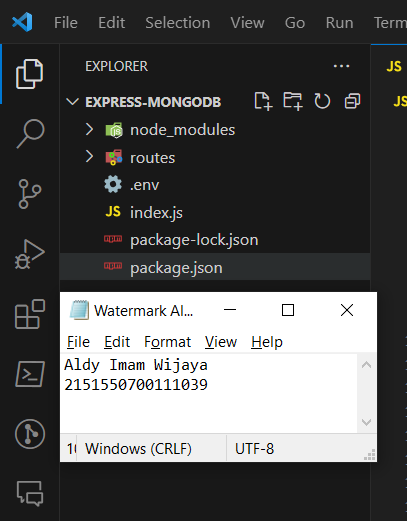 File Edit Selection View Go Run Term
EXPLORER
JS
EXPRESS-MONGODB
JS
node_modules
routes
.env
JS index.js
package-lock.json
package.json
Watermark Al...
File Edit Format View Help
Aldy Imam Wijaya
2151550700111039
Windows (CRLF) UTF-8